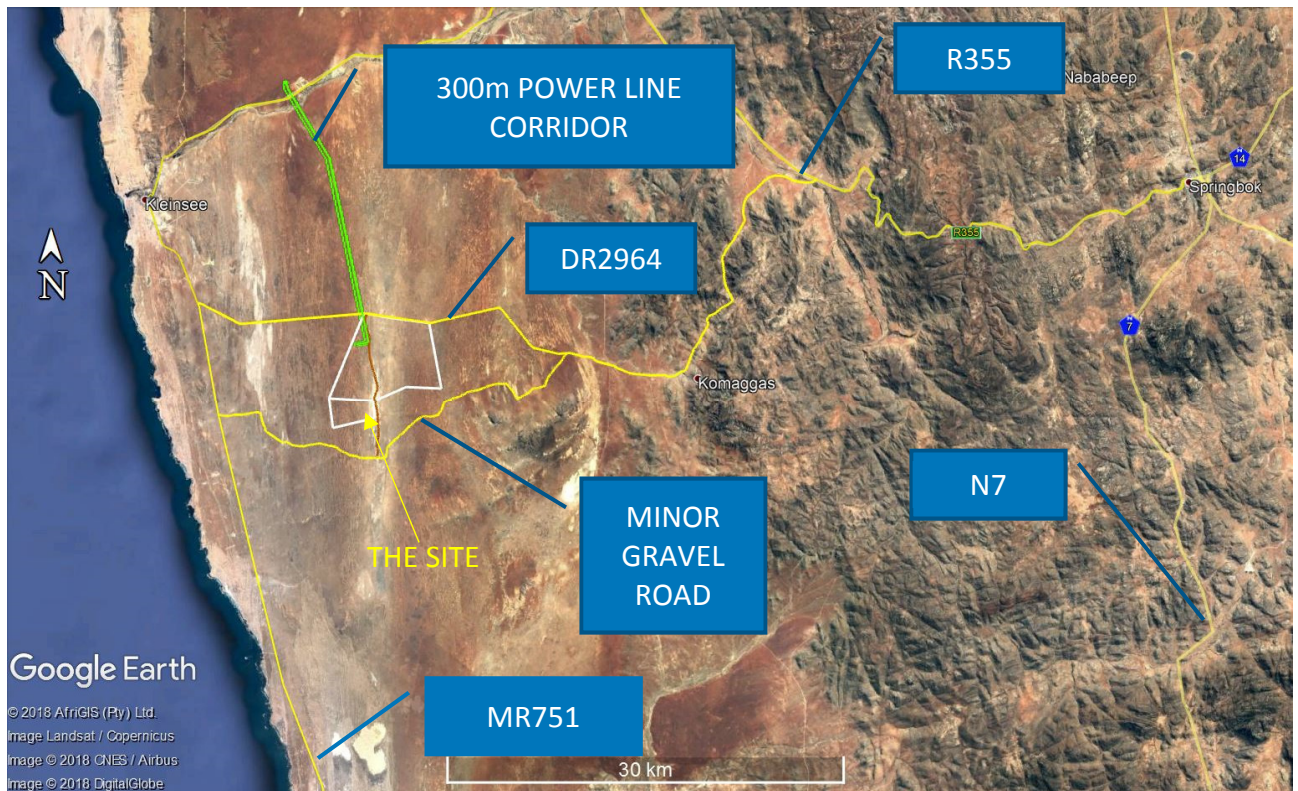 300m POWER LINE
CORRIDOR
R355
Nababeep
14
Springbok
Kleinsee
N
DR2964
R355
N
7
Komaggas
THE SITE
MINOR
GRAVEL
ROAD
N7
MR751
30 km
Google Earth
© 2018 AfriGIS (Pty) Ltd.
Image Landsat / Copernicus
Image © 2018 CNES / Airbus
Image © 2018 DigitalGlobe